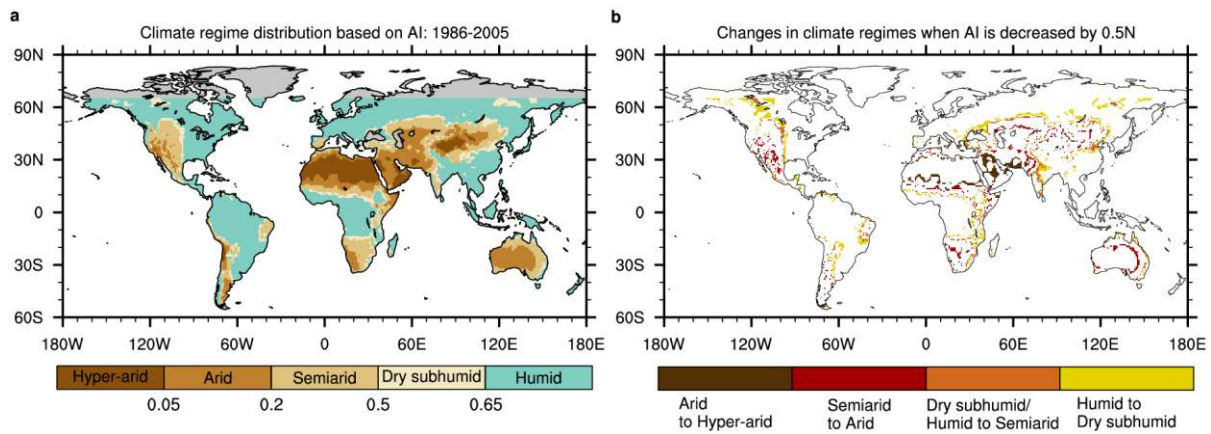 a
Climate regime distribution based on AI: 1986-2005
90N
60N
30N
0
30S
60S
180W 120W 60W 0 60E 120E 180E
Hyper-arid Arid Semiarid Dry subhumid Humid
0.05 0.2 0.5 0.65
b
Changes in climate regimes when AI is decreased by 0.5N
90N
60N
30N
0
30S
60S
180W 120W 60W 0 60E 120E 180E
Arid
to Hyper-arid
Semiarid
to Arid
Dry subhumid/
Humid to Semiarid
Humid to
Dry subhumid